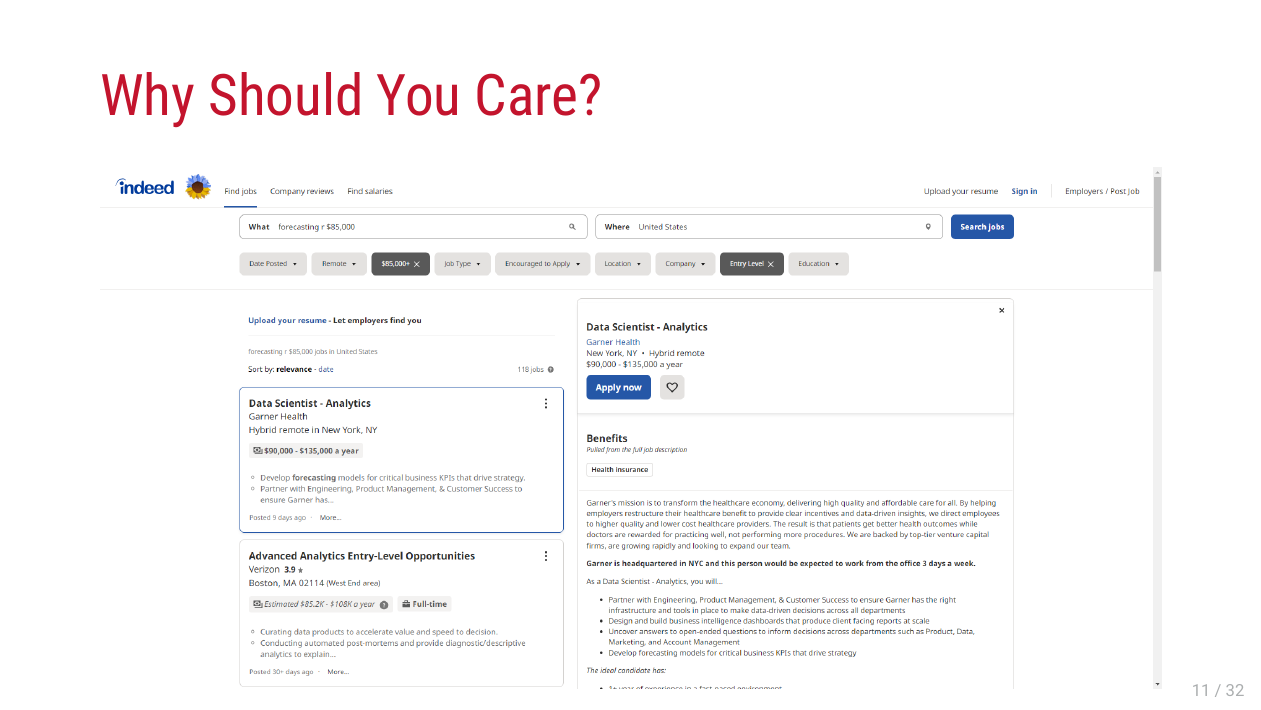 Why Should You Care?
indeed
Find jobs Company reviews Find salaries
Upload your resume Sign in Employers / Post Job
What forecasting r $85,000
Where United States
Search jobs
Date Posted Remote $85,000+ Job Type Encouraged to Apply Location Company Entry Level Education
Upload your resume - Let employers find you
forecasting r $85,000 jobs in United States
Sort by: relevance - date
118 jobs
Data Scientist - Analytics
Garner Health
Hybrid remote in New York, NY
$90,000 - $135,000 a year
Develop forecasting models for critical business KPIs that drive strategy.
Partner with Engineering, Product Management, & Customer Success to
ensure Garner has...
Posted 9 days ago · More...
Advanced Analytics Entry-Level Opportunities
Verizon 3.9
Boston, MA 02114 (West End area)
Estimated $85.2K - $108K a year
Full-time
Curating data products to accelerate value and speed to decision.
Conducting automated post-mortems and provide diagnostic/descriptive
analytics to explain...
Posted 30+ days ago · More...
Data Scientist - Analytics
Garner Health
New York, NY • Hybrid remote
$90,000 - $135,000 a year
Apply now
Benefits
Pulled from the full job description
Health insurance
Garner's mission is to transform the healthcare economy, delivering high quality and affordable care for all. By helping
employers restructure their healthcare benefit to provide clear incentives and data-driven insights, we direct employees
to higher quality and lower cost healthcare providers. The result is that patients get better health outcomes while
doctors are rewarded for practicing well, not performing more procedures. We are backed by top-tier venture capital
firms, are growing rapidly and looking to expand our team.
Garner is headquartered in NYC and this person would be expected to work from the office 3 days a week.
As a Data Scientist - Analytics, you will...
Partner with Engineering, Product Management, & Customer Success to ensure Garner has the right
infrastructure and tools in place to make data-driven decisions across all departments
Design and build business intelligence dashboards that produce client facing reports at scale
Uncover answers to open-ended questions to inform decisions across departments such as Product, Data,
Marketing, and Account Management
Develop forecasting models for critical business KPIs that drive strategy
The ideal candidate has:
1+ year of experience in a fast-paced environment
11 / 32